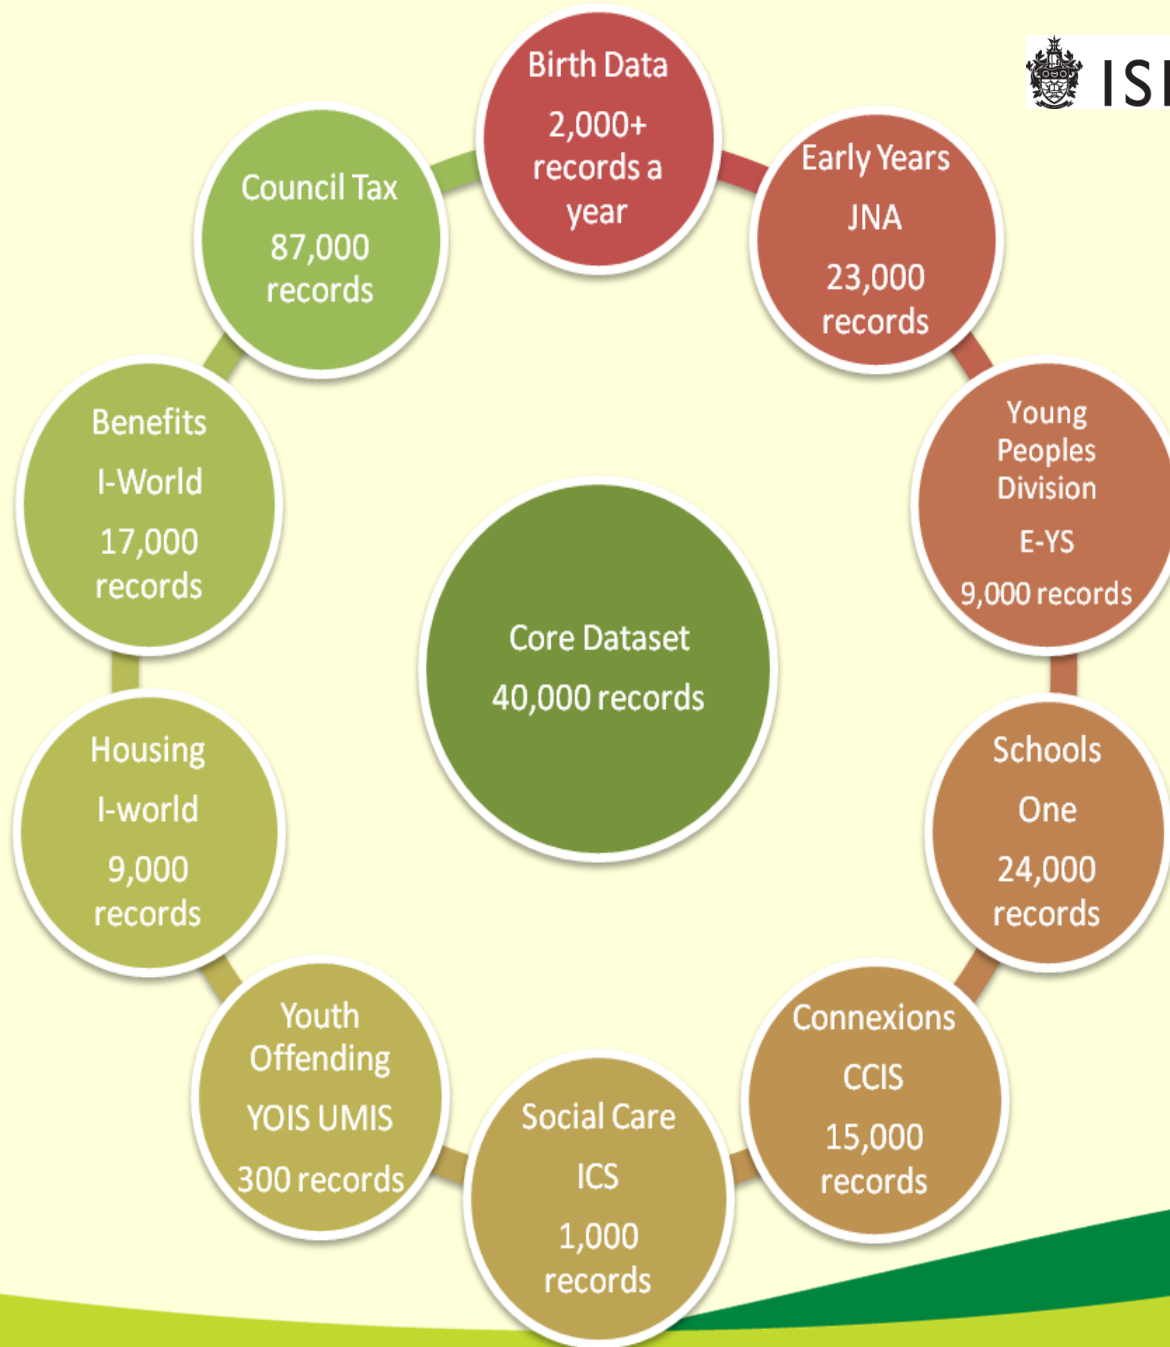 Birth Data
2,000+
records a
year
Early Years
JNA
23,000
records
Young
Peoples
Division
E-YS
9,000 records
Schools
One
24,000
records
Connexions
CCIS
15,000
records
Social Care
ICS
1,000
records
Youth
Offending
YOIS UMIS
300 records
Housing
I-world
9,000
records
Benefits
I-World
17,000
records
Council Tax
87,000
records
Core Dataset
40,000 records